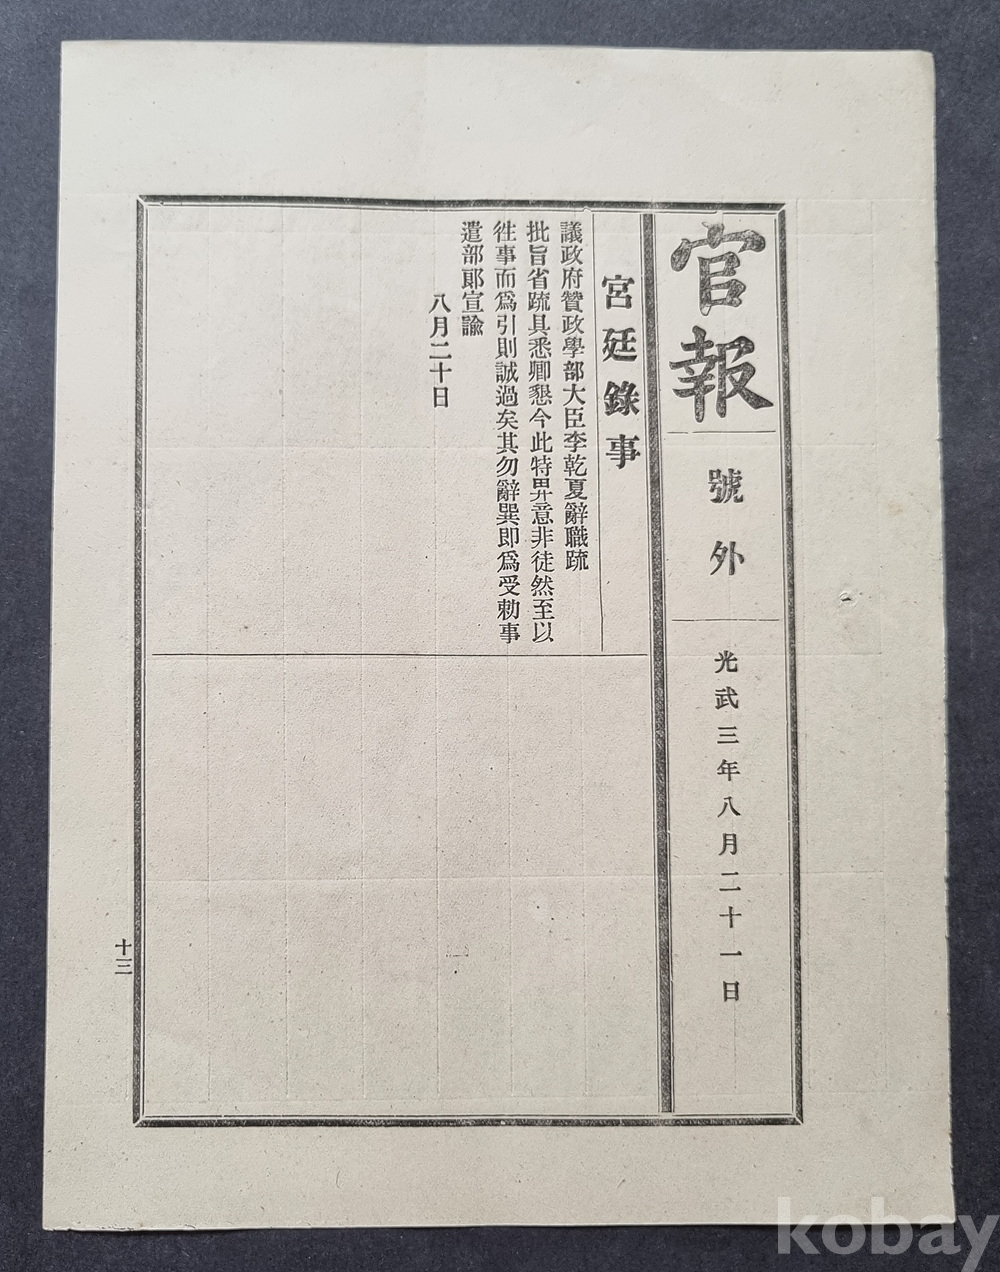 官報
號外
光武三年八月二十一日
宮廷錄事
議政府贊政學部大臣李乾夏辭職疏
批旨省疏具悉卿懇今此特畀意非徒然至以
徃事而爲引則誠過矣其勿辭巽即爲受勅事
遣部郞宣諭
八月二十日
十三
kobay